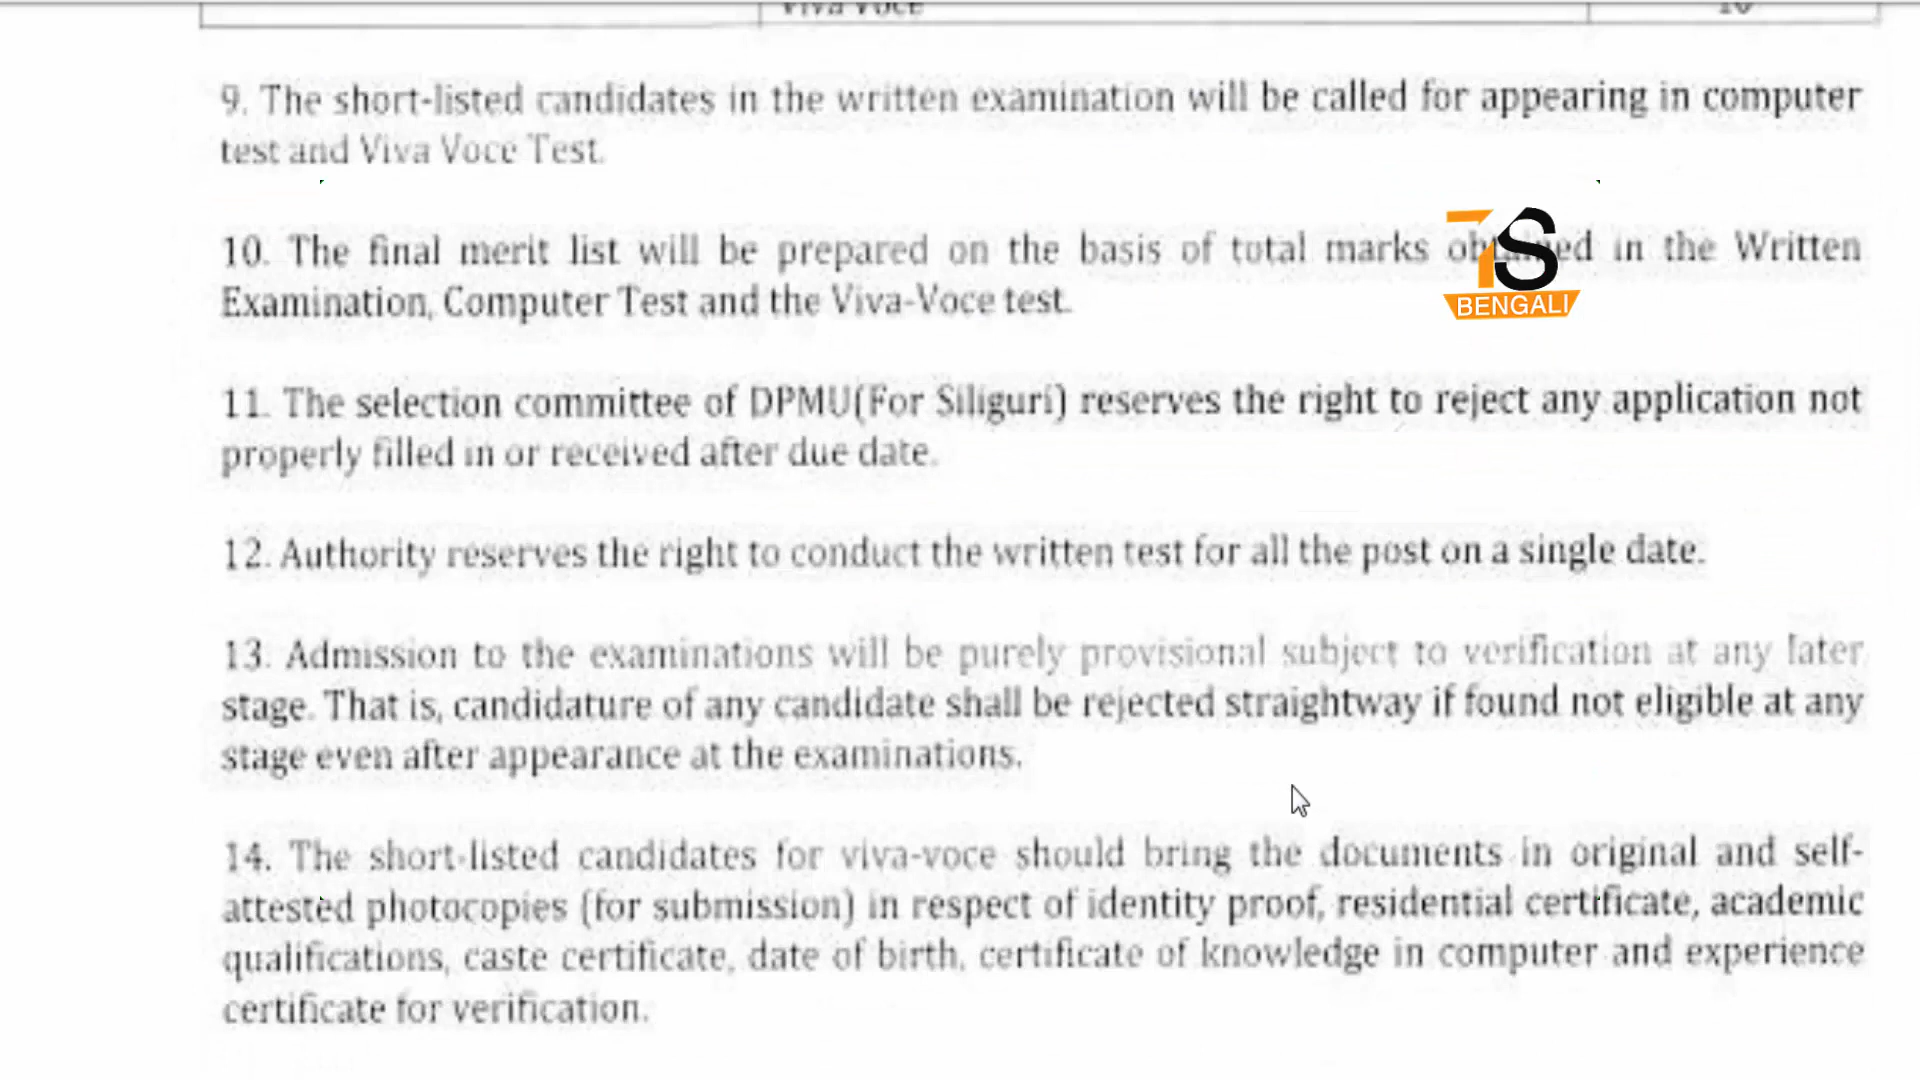 Viva Voce 10
9. The short-listed candidates in the written examination will be called for appearing in computer
test and Viva Voce Test.
10. The final merit list will be prepared on the basis of total marks obtained in the Written
Examination, Computer Test and the Viva-Voce test.
7S
BENGALI
11. The selection committee of DPMU(For Siliguri) reserves the right to reject any application not
properly filled in or received after due date.
12. Authority reserves the right to conduct the written test for all the post on a single date.
13. Admission to the examinations will be purely provisional subject to verification at any later
stage. That is, candidature of any candidate shall be rejected straightway if found not eligible at any
stage even after appearance at the examinations.
14. The short-listed candidates for viva-voce should bring the documents in original and self-
attested photocopies (for submission) in respect of identity proof, residential certificate, academic
qualifications, caste certificate, date of birth, certificate of knowledge in computer and experience
certificate for verification.